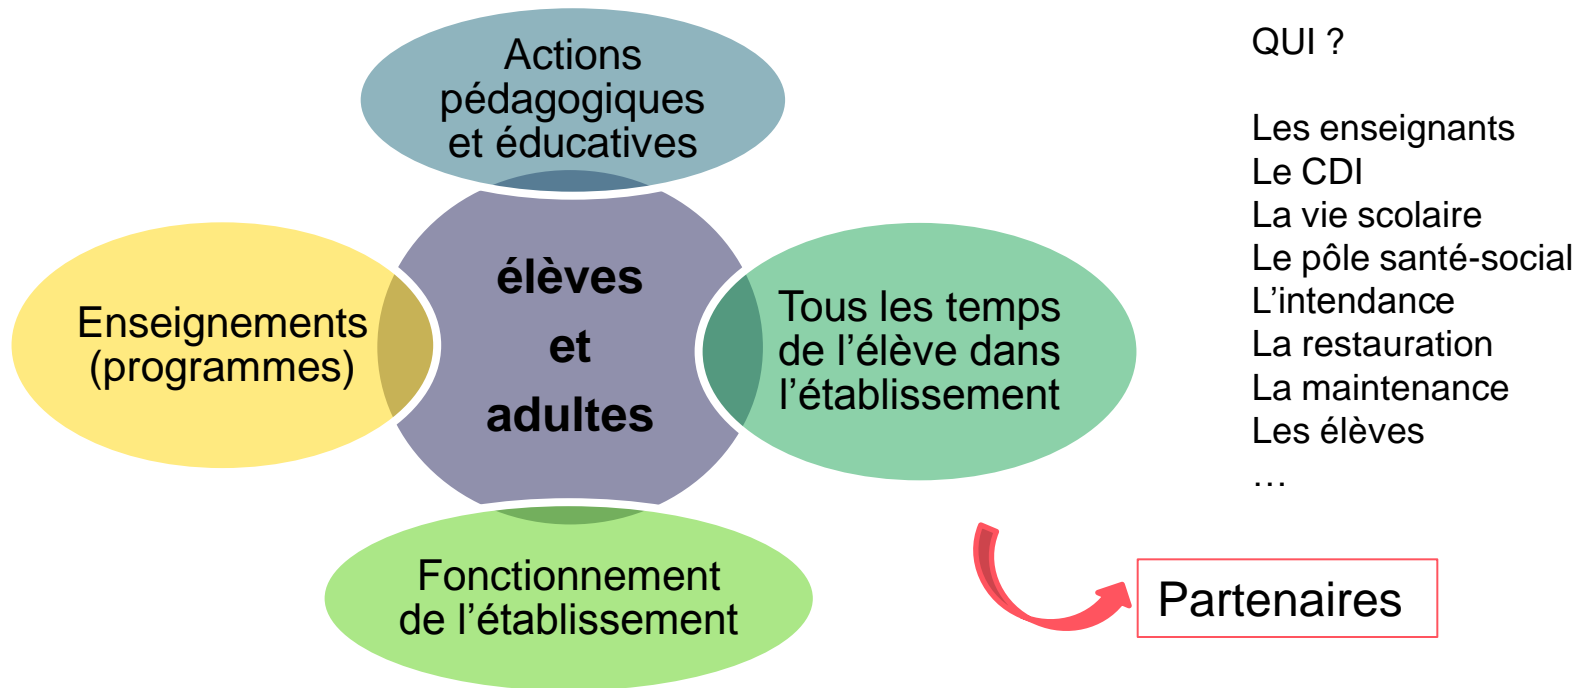 Actions
pédagogiques
et éducatives
Enseignements
(programmes)
élèves
et
adultes
Tous les temps
de l’élève dans
l’établissement
Fonctionnement
de l’établissement
QUI ?
Les enseignants
Le CDI
La vie scolaire
Le pôle santé-social
L’intendance
La restauration
La maintenance
Les élèves
…
Partenaires